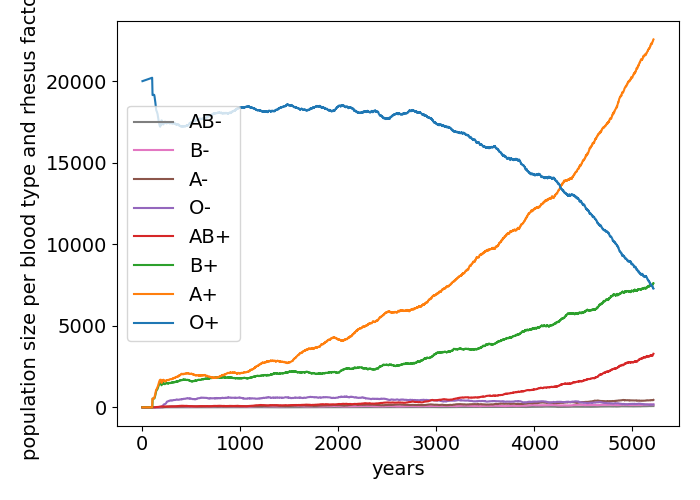 population size per blood type and rhesus facto
20000
15000
10000
5000
0
AB-
B-
A-
O-
AB+
B+
A+
O+
0 1000 2000 3000 4000 5000
years